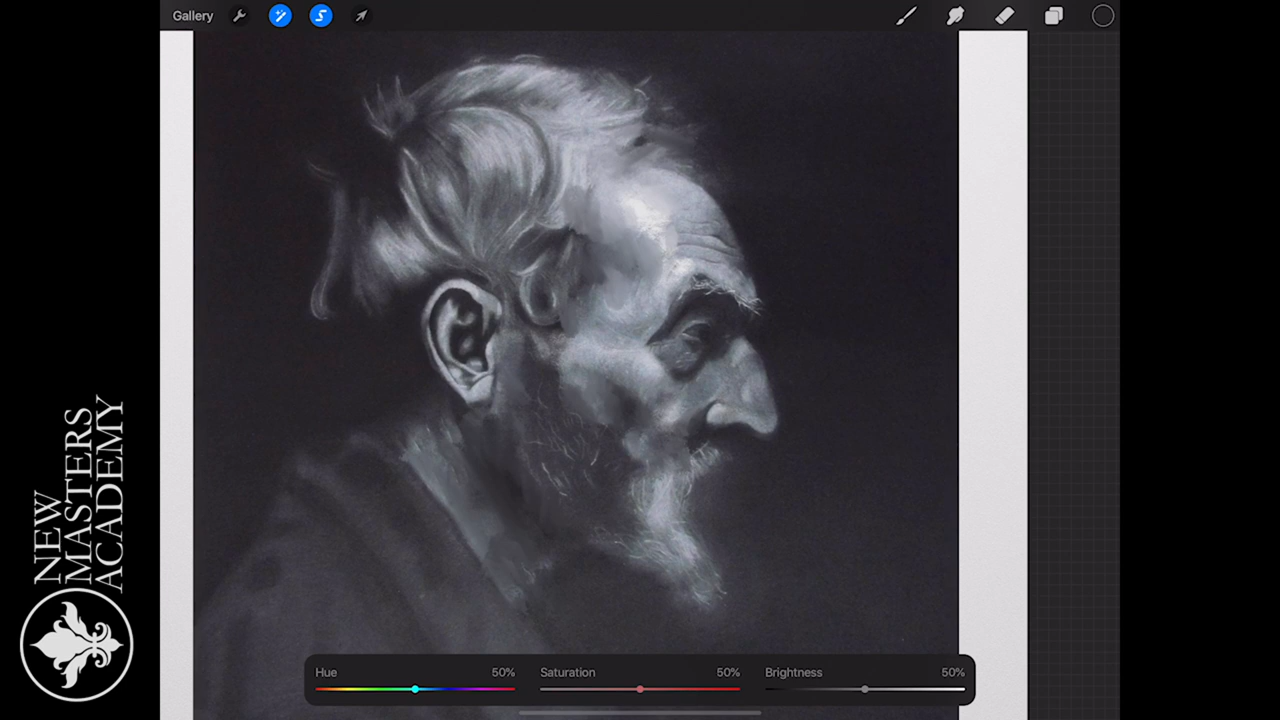 Gallery
NEW
MASTERS
ACADEMY
Hue 50% Saturation 50% Brightness 50%